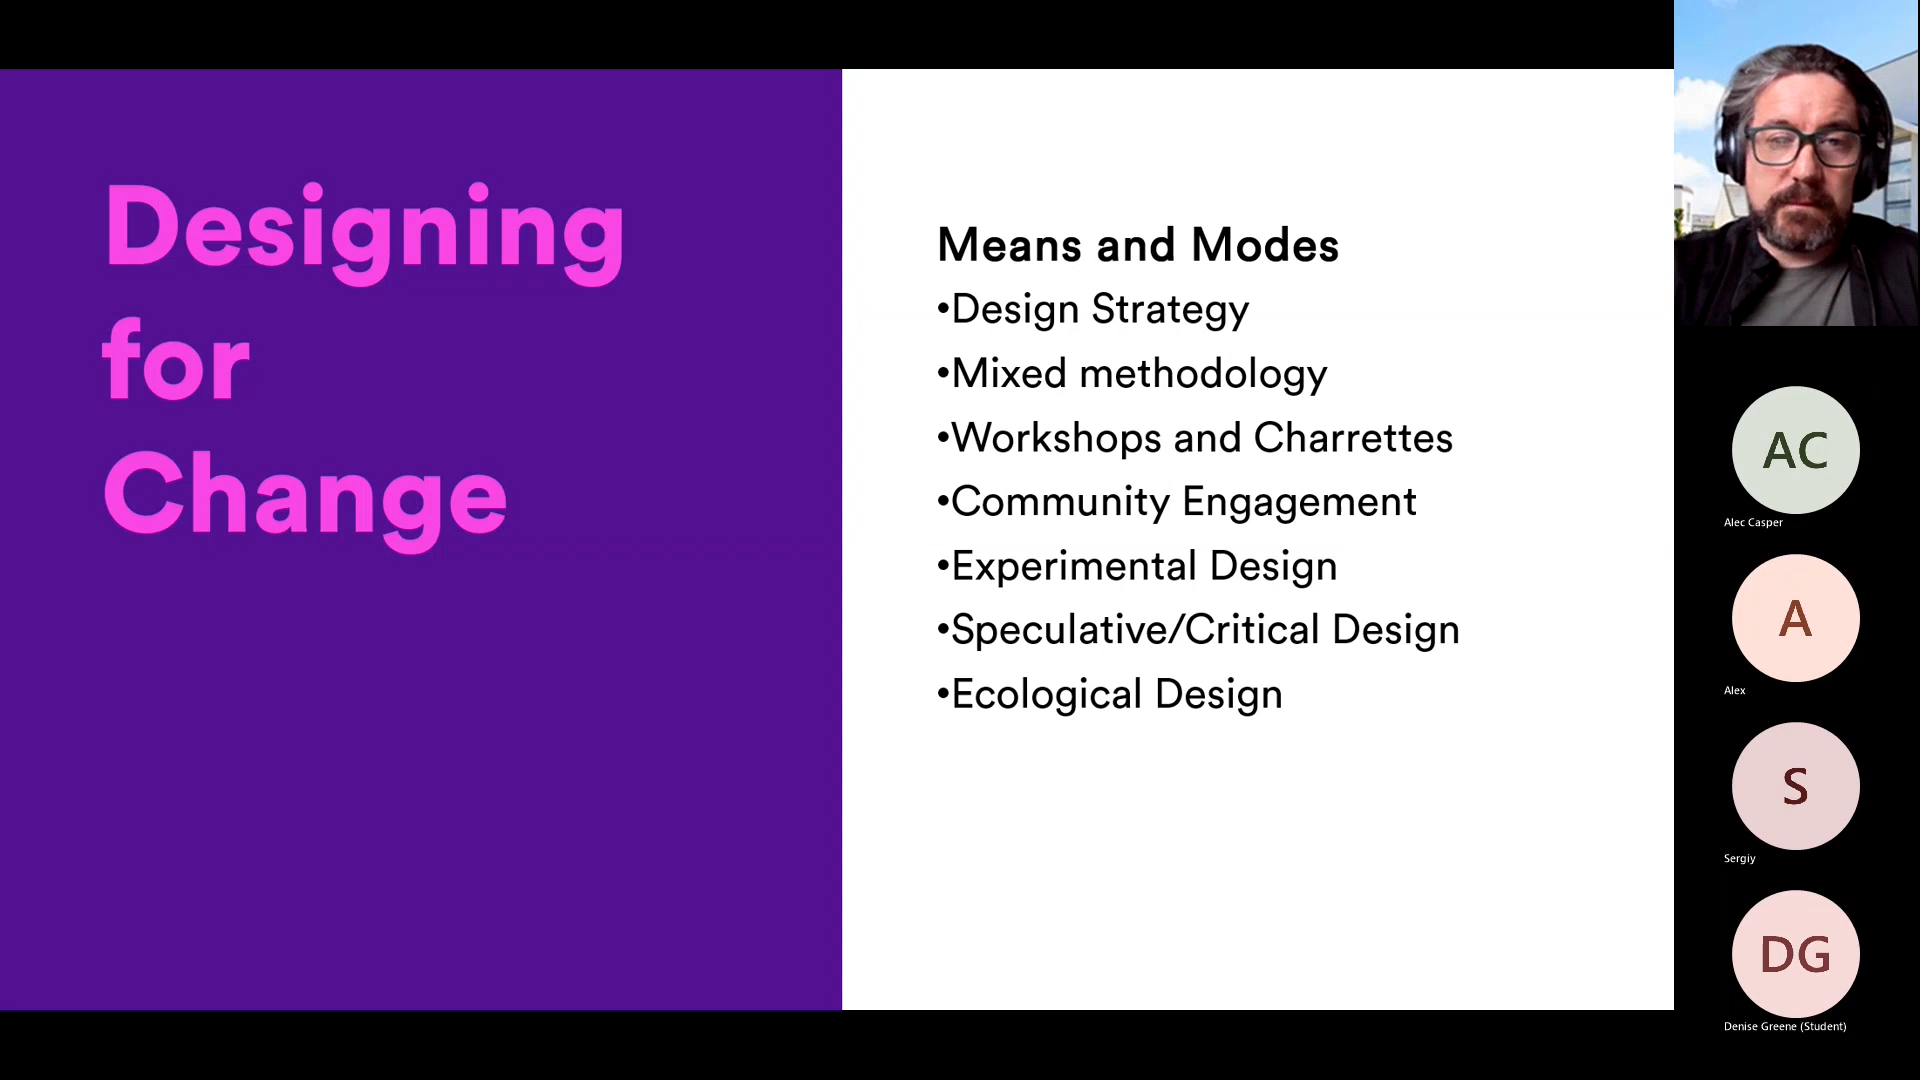 Designing
for
Change
Means and Modes
•Design Strategy
•Mixed methodology
•Workshops and Charrettes
•Community Engagement
•Experimental Design
•Speculative/Critical Design
•Ecological Design
AC
Alec Casper
A
Alex
S
Sergiy
DG
Denise Greene (Student)